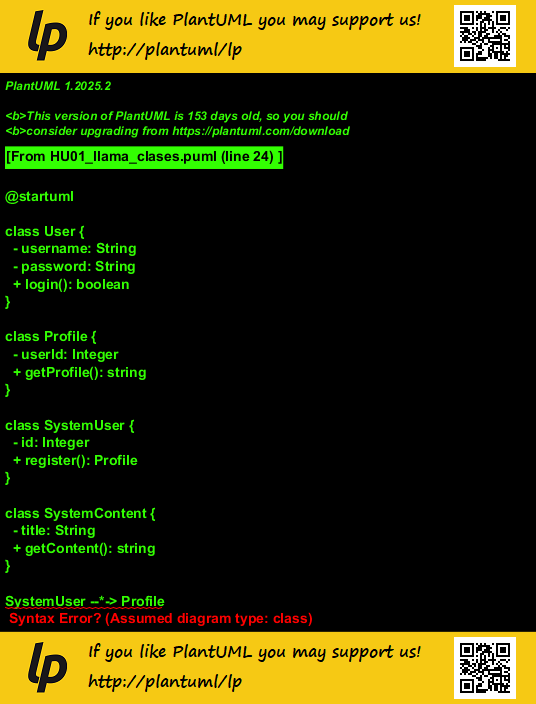 lp
If you like PlantUML you may support us!
http://plantuml/lp
PlantUML 1.2025.2
<b>This version of PlantUML is 153 days old, so you should
<b>consider upgrading from https://plantuml.com/download
[From HU01_llama_clases.puml (line 24) ]
@startuml
class User {
- username: String
- password: String
+ login(): boolean
}
class Profile {
- userId: Integer
+ getProfile(): string
}
class SystemUser {
- id: Integer
+ register(): Profile
}
class SystemContent {
- title: String
+ getContent(): string
}
SystemUser --*-> Profile
Syntax Error? (Assumed diagram type: class)
lp
If you like PlantUML you may support us!
http://plantuml/lp